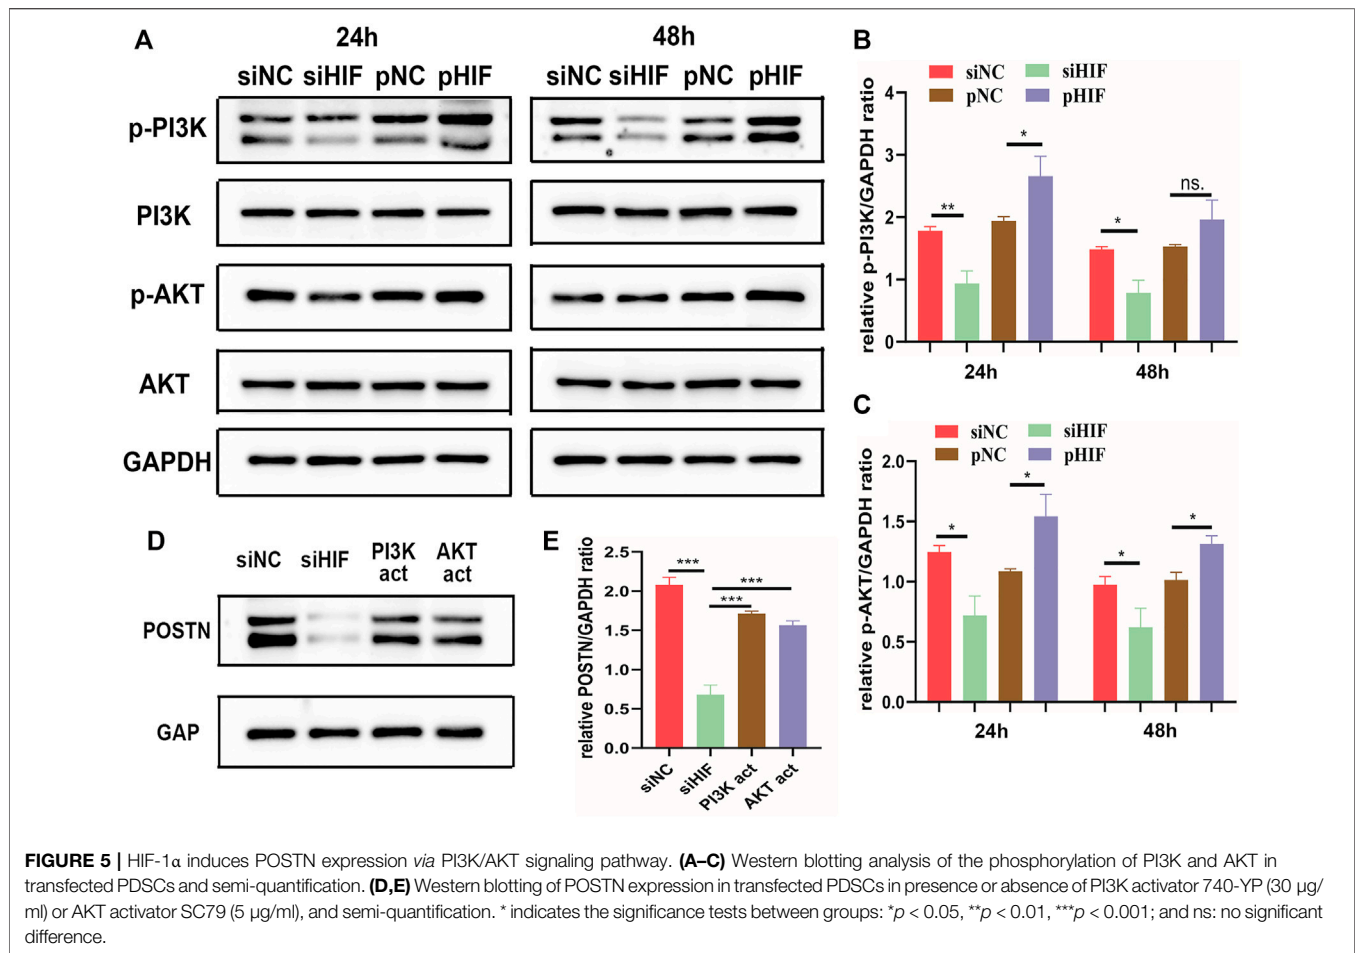 A
24h
48h
siNC siHIF pNC pHIF
siNC siHIF pNC pHIF
p-PI3K
PI3K
p-AKT
AKT
GAPDH
B
siNC siHIF
pNC pHIF
relative p-PI3K/GAPDH ratio
4
3
2
1
0
**
*
*
ns.
24h
48h
C
siNC siHIF
pNC pHIF
relative p-AKT/GAPDH ratio
2.0
1.5
1.0
0.5
0.0
*
*
*
*
24h
48h
D
siNC siHIF PI3K act AKT act
POSTN
GAP
E
relative POSTN/GAPDH ratio
2.5
2.0
1.5
1.0
0.5
0.0
***
***
***
siNC
siHIF
PI3K act
AKT act
FIGURE 5 | HIF-1α induces POSTN expression via PI3K/AKT signaling pathway. (A–C) Western blotting analysis of the phosphorylation of PI3K and AKT in
transfected PDSCs and semi-quantification. (D,E) Western blotting of POSTN expression in transfected PDSCs in presence or absence of PI3K activator 740-YP (30 μg/
ml) or AKT activator SC79 (5 μg/ml), and semi-quantification. * indicates the significance tests between groups: *p < 0.05, **p < 0.01, ***p < 0.001; and ns: no significant
difference.